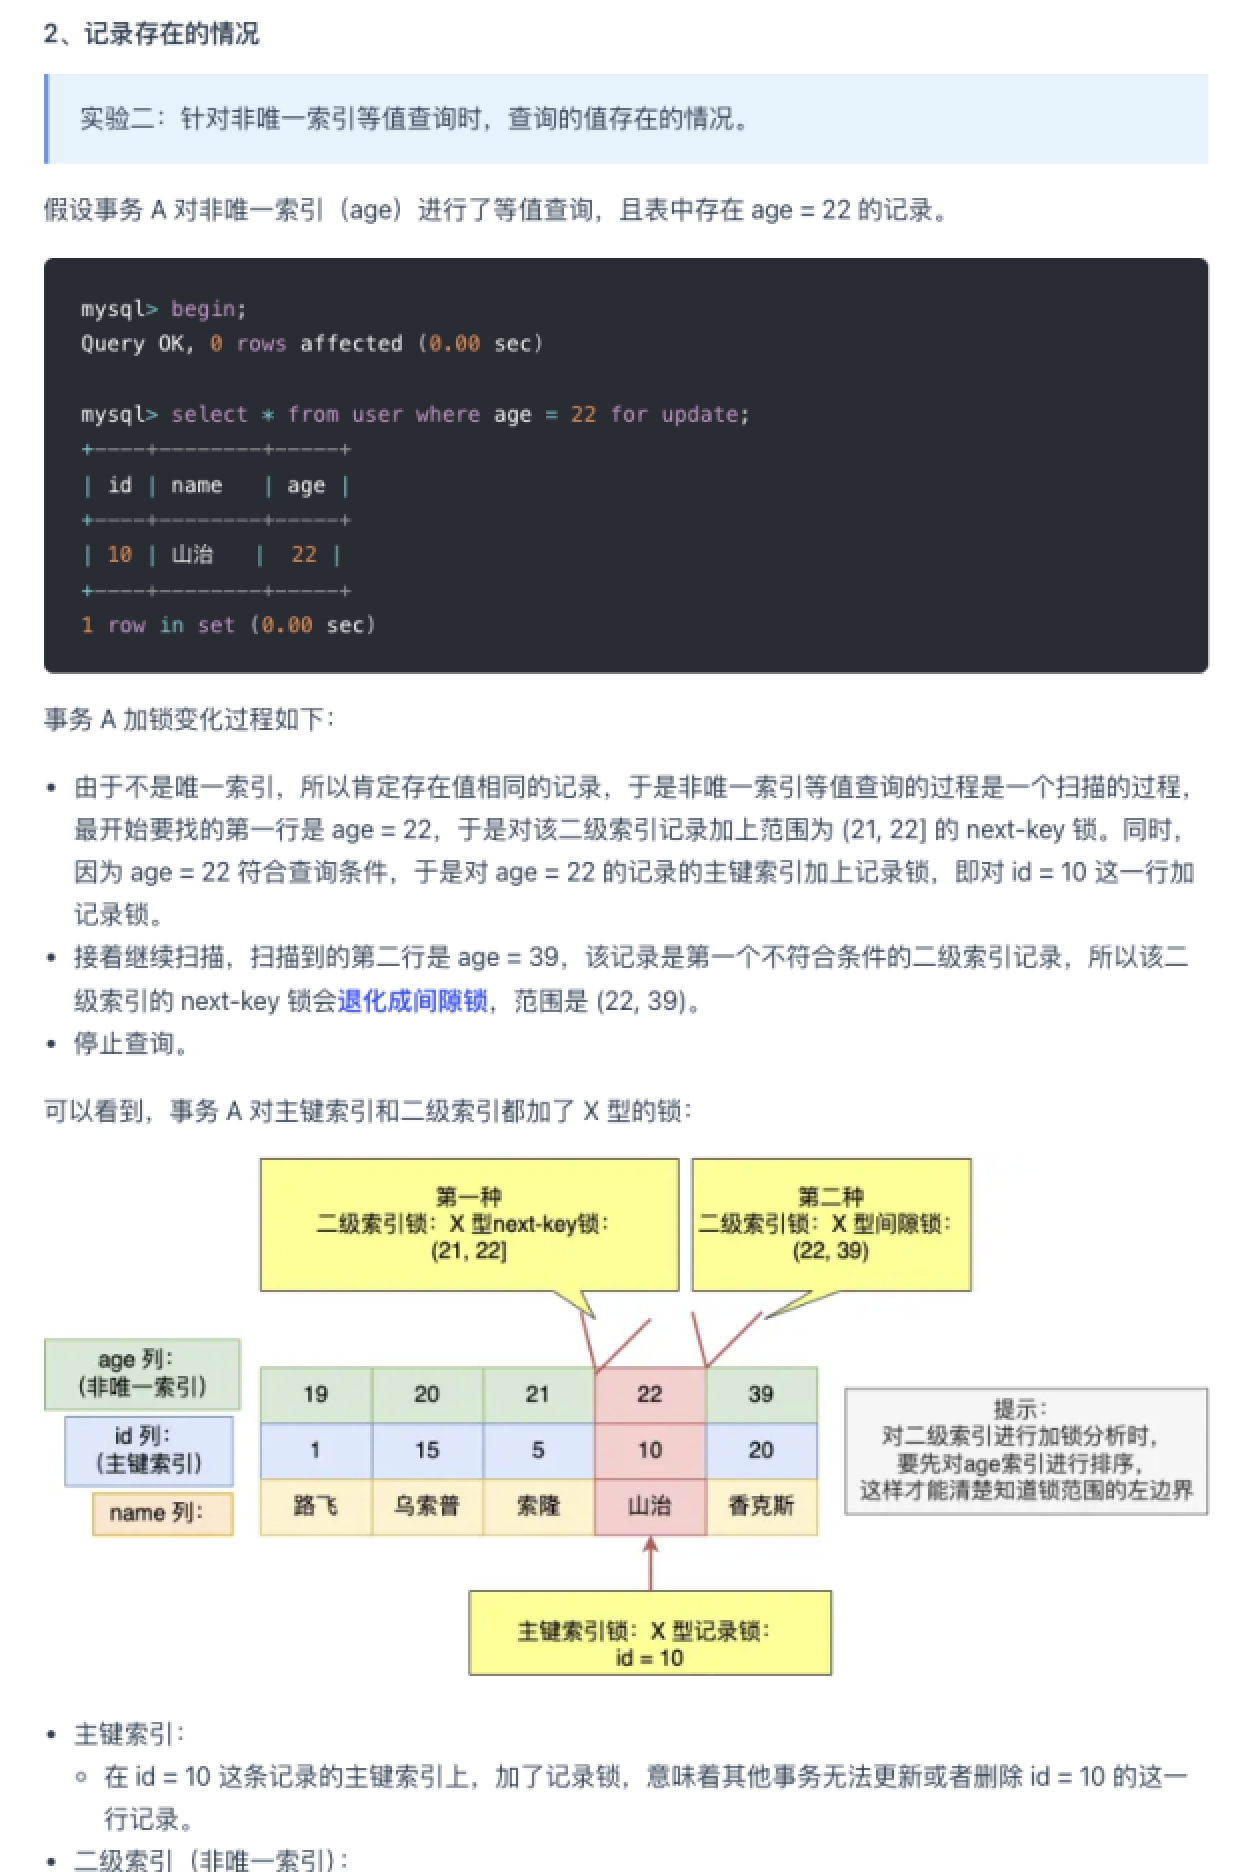 2、记录存在的情况
实验二：针对非唯一索引等值查询时，查询的值存在的情况。
假设事务 A 对非唯一索引（age）进行了等值查询，且表中存在 age = 22 的记录。
mysql> begin;
Query OK, 0 rows affected (0.00 sec)
mysql> select * from user where age = 22 for update;
+----+--------+-----+
| id | name   | age |
+----+--------+-----+
| 10 | 山治   |  22 |
+----+--------+-----+
1 row in set (0.00 sec)
事务 A 加锁变化过程如下：
• 由于不是唯一索引，所以肯定存在值相同的记录，于是非唯一索引等值查询的过程是一个扫描的过程，
最开始要找的第一行是 age = 22，于是对该二级索引记录加上范围为 (21, 22] 的 next-key 锁。同时，
因为 age = 22 符合查询条件，于是对 age = 22 的记录的主键索引加上记录锁，即对 id = 10 这一行加
记录锁。
• 接着继续扫描，扫描到的第二行是 age = 39，该记录是第一个不符合条件的二级索引记录，所以该二
级索引的 next-key 锁会退化成间隙锁，范围是 (22, 39)。
• 停止查询。
可以看到，事务 A 对主键索引和二级索引都加了 X 型的锁：
第一种
二级索引锁：X 型next-key锁：
(21, 22]
第二种
二级索引锁：X 型间隙锁：
(22, 39)
age 列：
（非唯一索引）
19 20 21 22 39
id 列：
（主键索引）
1 15 5 10 20
name 列：
路飞 乌索普 索隆 山治 香克斯
提示：
对二级索引进行加锁分析时，
要先对age索引进行排序，
这样才能清楚知道锁范围的左边界
主键索引锁：X 型记录锁：
id = 10
• 主键索引：
◦ 在 id = 10 这条记录的主键索引上，加了记录锁，意味着其他事务无法更新或者删除 id = 10 的这一
行记录。
• 二级索引（非唯一索引）：